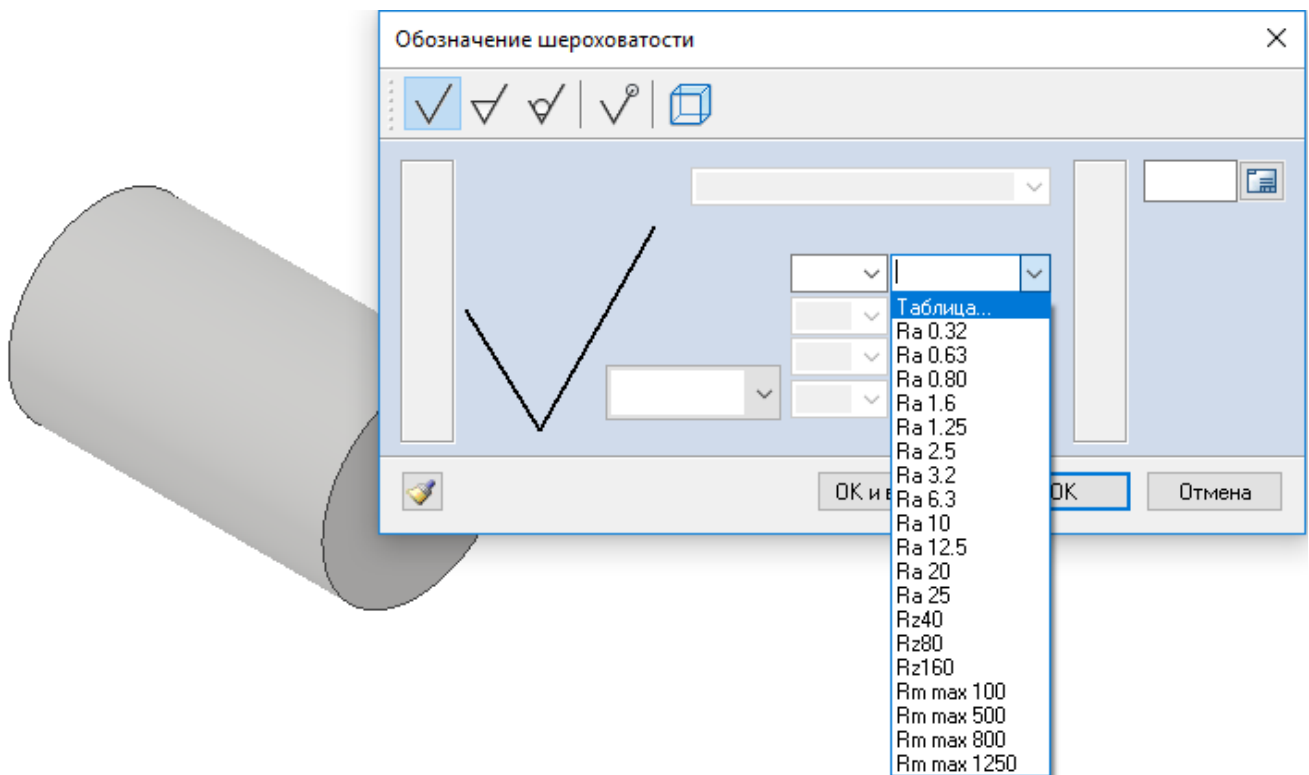 Обозначение шероховатости
Таблица...
Ra 0.32
Ra 0.63
Ra 0.80
Ra 1.6
Ra 1.25
Ra 2.5
Ra 3.2
Ra 6.3
Ra 10
Ra 12.5
Ra 20
Ra 25
Rz40
Rz80
Rz160
Rm max 100
Rm max 500
Rm max 800
Rm max 1250
ОК и в
ОК
Отмена